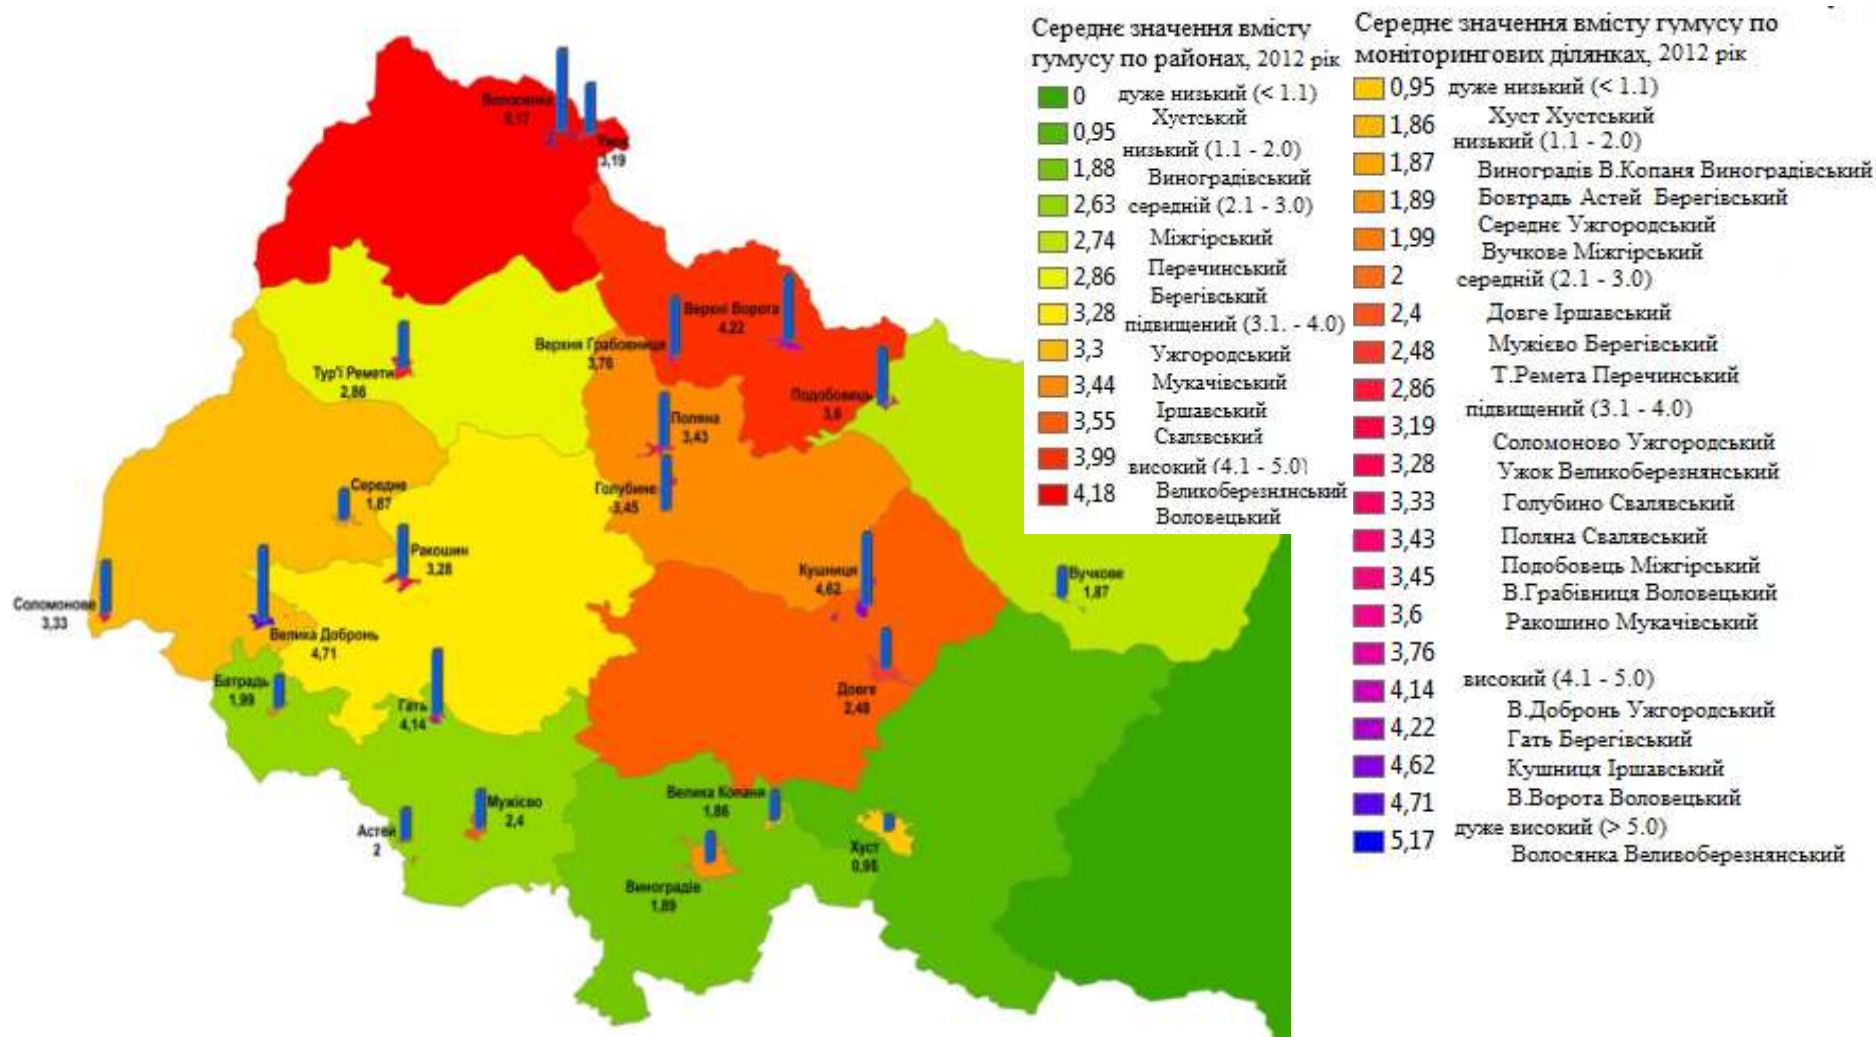 Середнє значення вмісту
гумусу по районах, 2012 рік
0 дуже низький (< 1.1)
Хустський
0,95
низький (1.1 - 2.0)
1,88
Виноградівський
2,63 середній (2.1 - 3.0)
2,74 Міжгірський
2,86 Перечинський
Берегівський
3,28 підвищений (3.1. - 4.0)
3,3 Ужгородський
3,44 Мукачівський
3,55 Іршавський
Свалявський
3,99 високий (4.1 - 5.0)
4,18 Великоберезнянський
Воловецький
Середнє значення вмісту гумусу по
моніторингових ділянках, 2012 рік
0,95 дуже низький (< 1.1)
1,86 Хуст Хустський
низький (1.1 - 2.0)
1,87 Виноградів В.Копаня Виноградівський
1,89 Бовтрадь Астей Берегівський
Середнє Ужгородський
1,99 Вучкове Міжгірський
2 середній (2.1 - 3.0)
2,4 Довге Іршавський
2,48 Мужієво Берегівський
2,86 Т.Ремета Перечинський
3,19 підвищений (3.1 - 4.0)
Соломоново Ужгородський
3,28 Ужок Великоберезнянський
3,33 Голубино Свалявський
3,43 Поляна Свалявський
3,45 Подобовець Міжгірський
В.Грабівниця Воловецький
3,6 Ракошино Мукачівський
3,76
4,14 високий (4.1 - 5.0)
В.Добронь Ужгородський
4,22 Гать Берегівський
4,62 Кушниця Іршавський
4,71 В.Ворота Воловецький
5,17 дуже високий (> 5.0)
Волосянка Великоберезнянський
Волосянка
5,17
3,19
Верхні Ворота
4,22
Верхня Грабовниця
3,76
Тур'ї Ремети
2,86
Подобовець
3,6
Поляна
3,43
Голубине
3,45
Середнє
1,87
Ракошин
3,28
Кушниця
4,62
Вучкове
1,87
Соломонове
3,33
Велика Добронь
4,71
Батрадь
1,99
Гать
4,14
Довге
2,48
Мужієво
2,4
Велика Копаня
1,86
Астей
2
Хуст
0,95
Виноградів
1,89